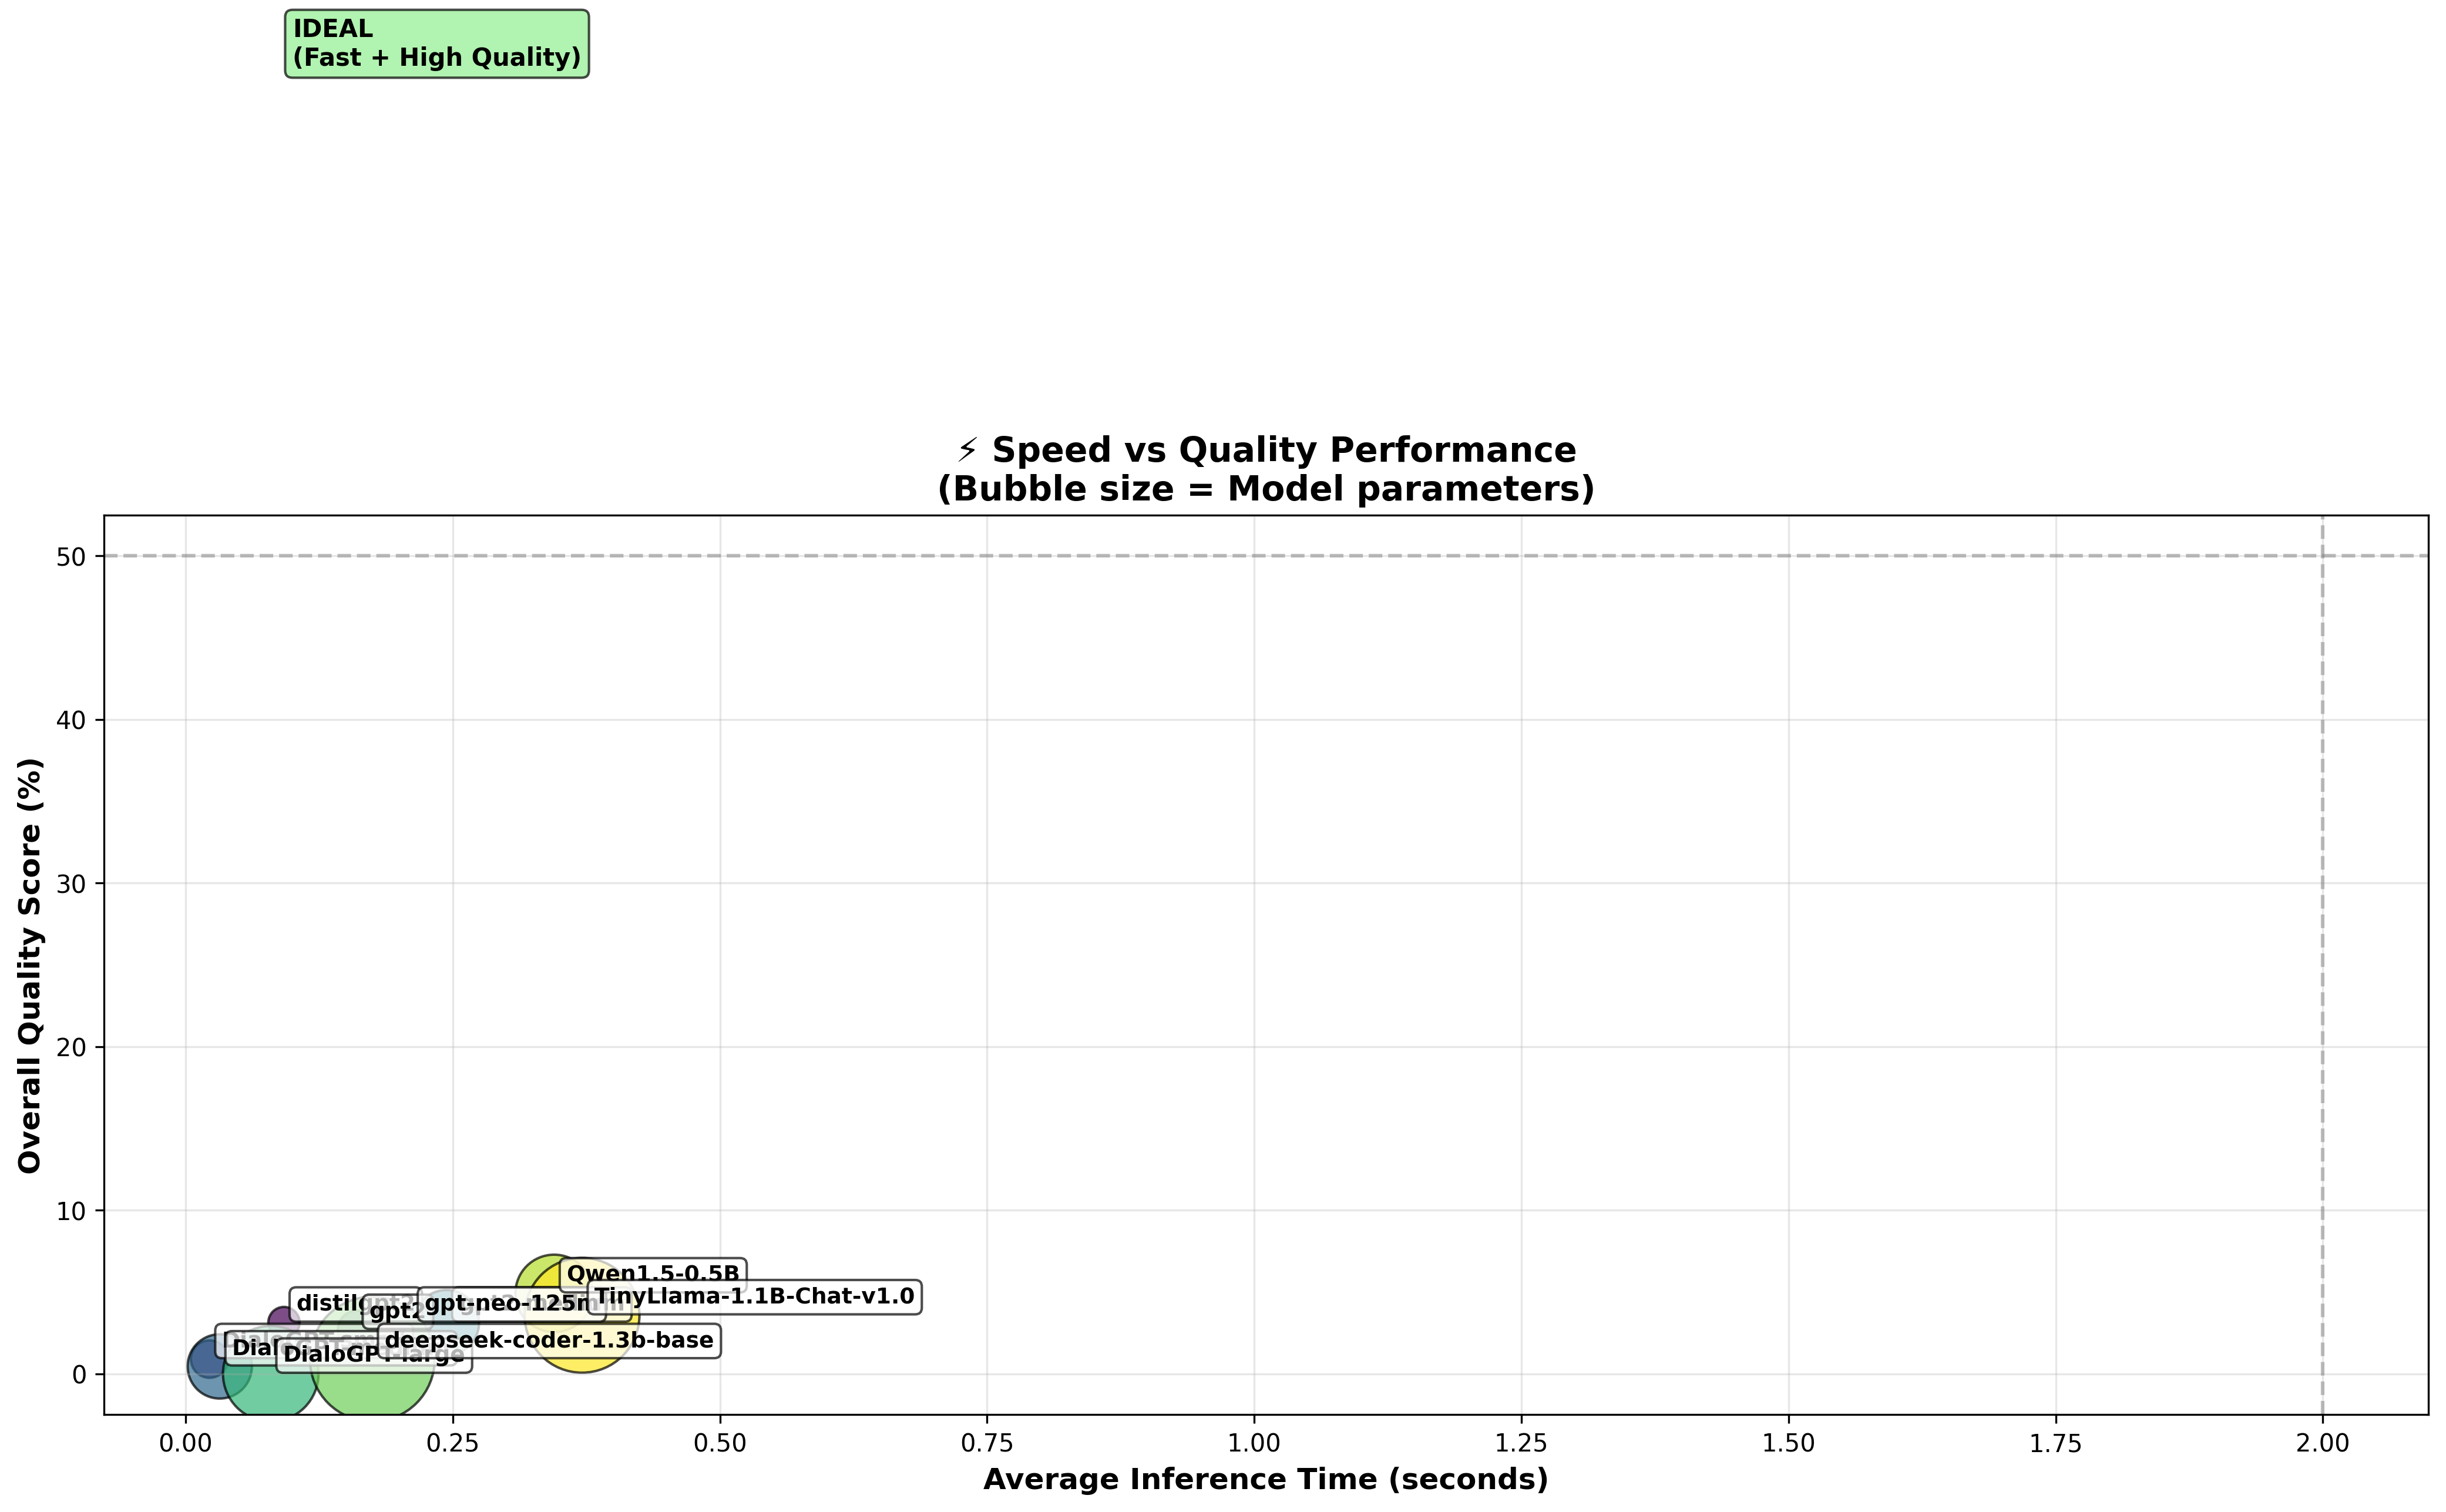 IDEAL
(Fast + High Quality)
⚡ Speed vs Quality Performance
(Bubble size = Model parameters)
Overall Quality Score (%)
50
40
30
20
10
0
Qwen1.5-0.5B
TinyLlama-1.1B-Chat-v1.0
gpt-neo-125m
gpt2
deepseek-coder-1.3b-base
DialoGPT-large
0.00 0.25 0.50 0.75 1.00 1.25 1.50 1.75 2.00
Average Inference Time (seconds)